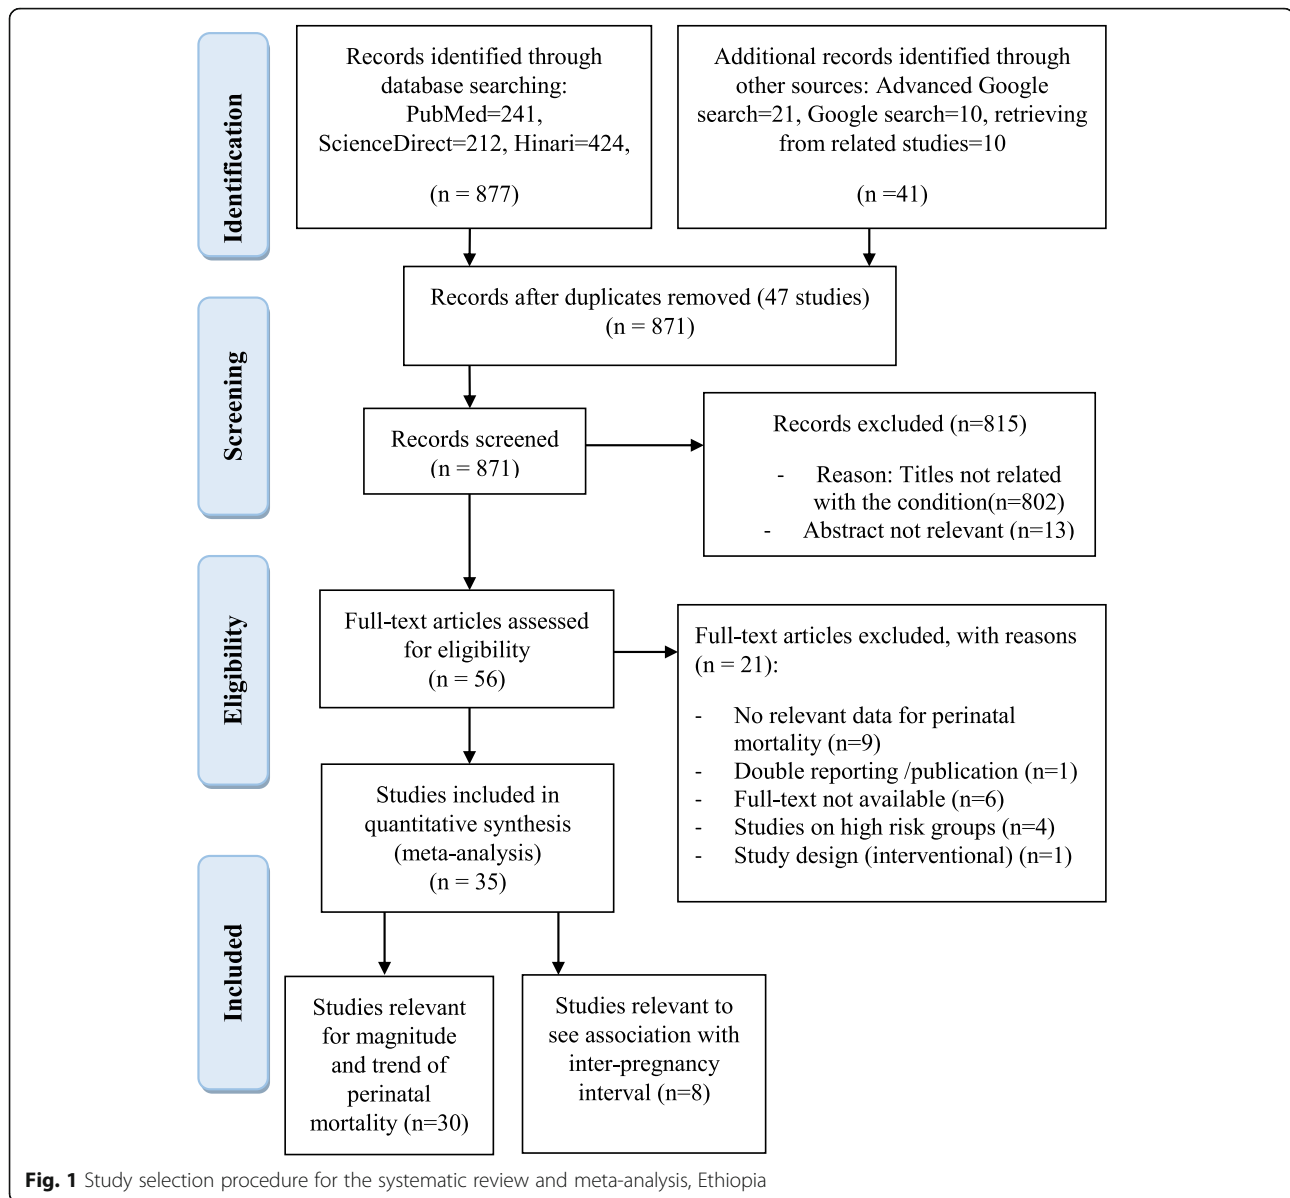 Identification
Records identified through
database searching:
PubMed=241,
ScienceDirect=212, Hinari=424,
(n = 877)
Additional records identified through
other sources: Advanced Google
search=21, Google search=10, retrieving
from related studies=10
(n =41)
Records after duplicates removed (47 studies)
(n = 871)
Screening
Records screened
(n = 871)
Records excluded (n=815)
- Reason: Titles not related
with the condition(n=802)
- Abstract not relevant (n=13)
Eligibility
Full-text articles assessed
for eligibility
(n = 56)
Full-text articles excluded, with reasons
(n = 21):
- No relevant data for perinatal
mortality (n=9)
- Double reporting /publication (n=1)
- Full-text not available (n=6)
- Studies on high risk groups (n=4)
- Study design (interventional) (n=1)
Studies included in
quantitative synthesis
(meta-analysis)
(n = 35)
Included
Studies relevant
for magnitude
and trend of
perinatal
mortality (n=30)
Studies relevant to
see association with
inter-pregnancy
interval (n=8)
Fig. 1 Study selection procedure for the systematic review and meta-analysis, Ethiopia